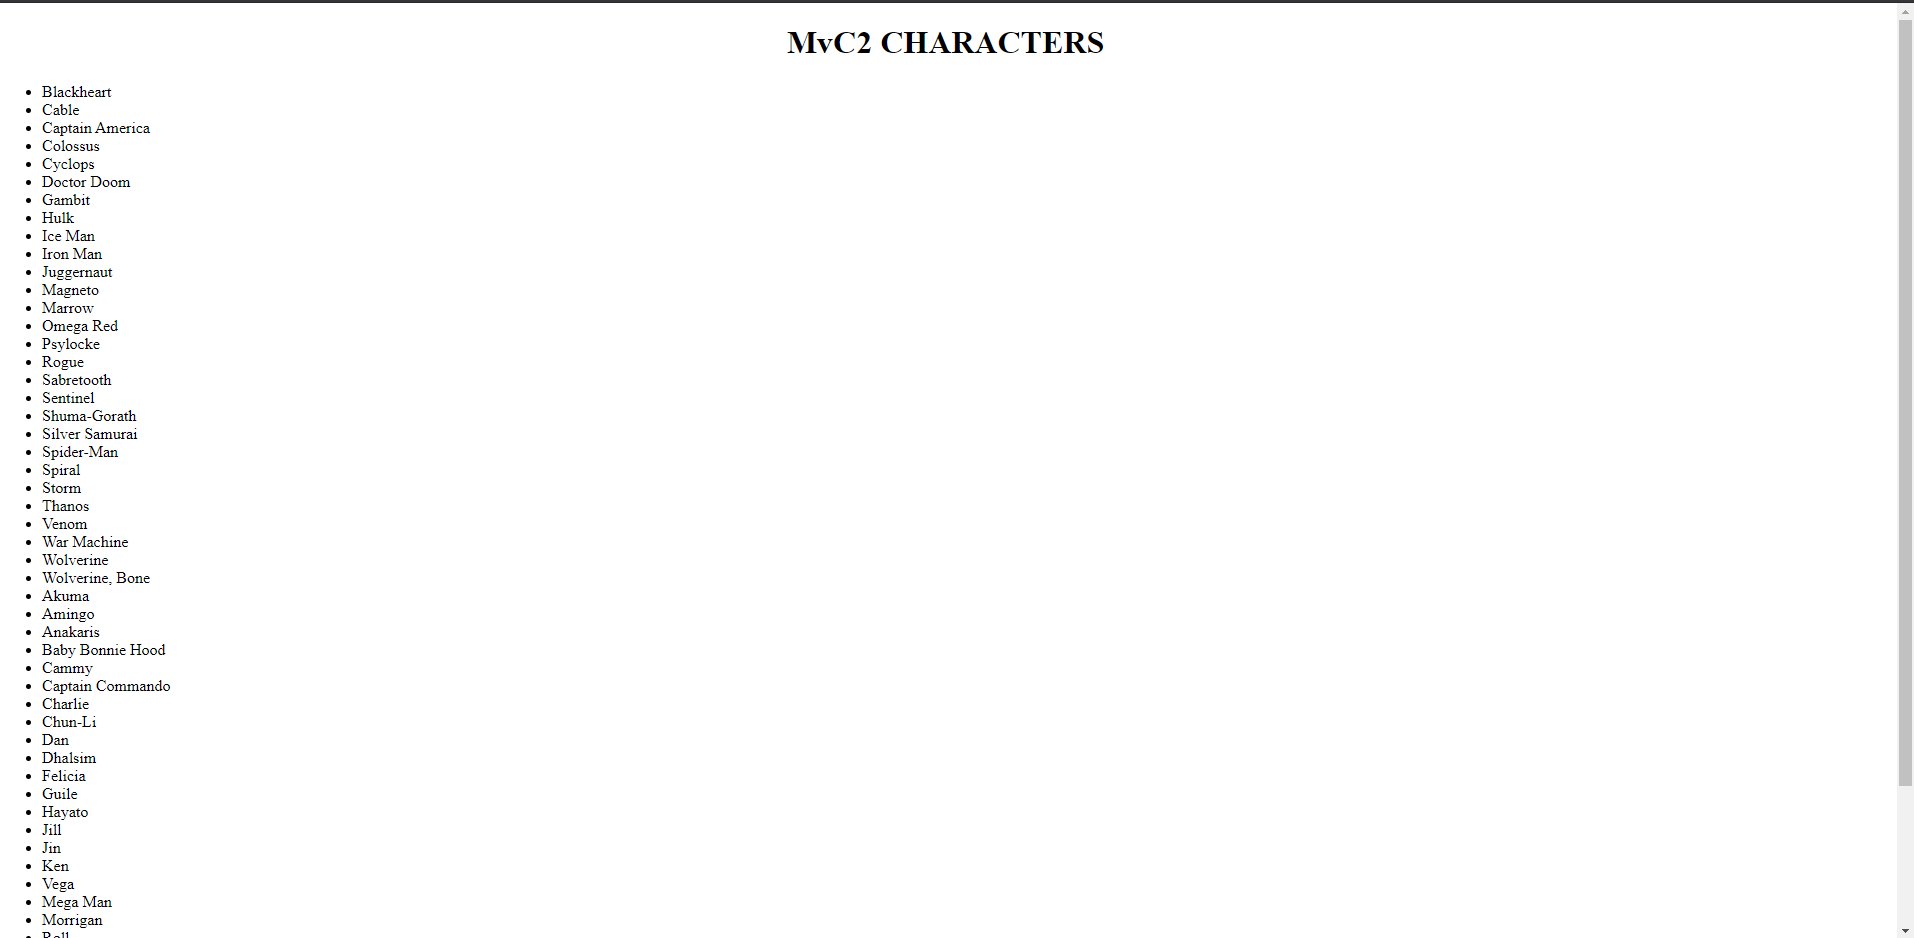 MvC2 CHARACTERS
Blackheart
Cable
Captain America
Colossus
Cyclops
Doctor Doom
Gambit
Hulk
Ice Man
Iron Man
Juggernaut
Magneto
Marrow
Omega Red
Psylocke
Rogue
Sabretooth
Sentinel
Shuma-Gorath
Silver Samurai
Spider-Man
Spiral
Storm
Thanos
Venom
War Machine
Wolverine
Wolverine, Bone
Akuma
Amingo
Anakaris
Baby Bonnie Hood
Cammy
Captain Commando
Charlie
Chun-Li
Dan
Dhalsim
Felicia
Guile
Hayato
Jill
Jin
Ken
Vega
Mega Man
Morrigan
Roll